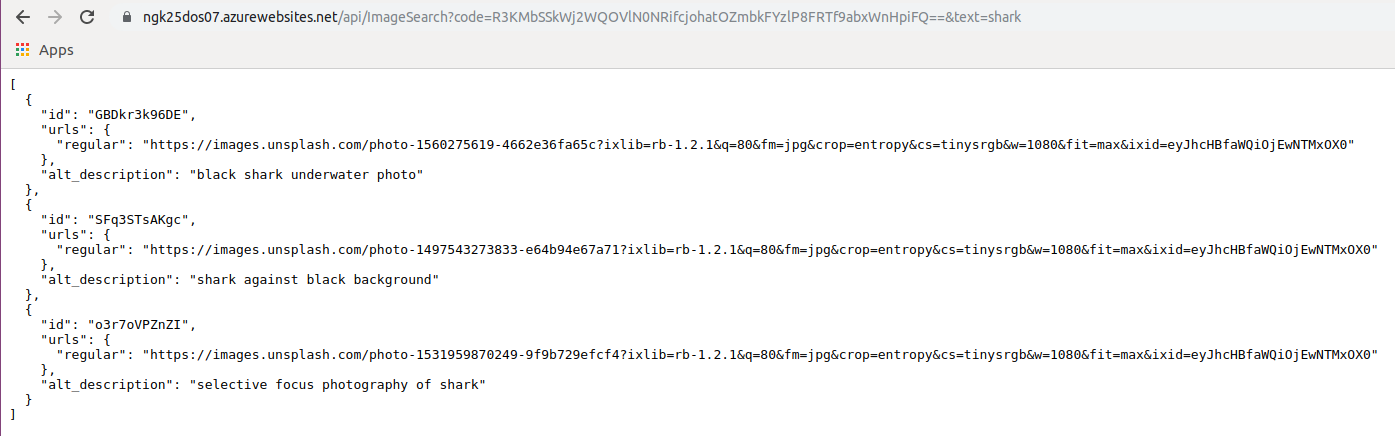 ngk25dos07.azurewebsites.net/api/ImageSearch?code=R3KMbSSkWj2WQOVlN0NRifcjohatOZmbkFYzlP8FRTf9abxWnHpiFQ==&text=shark
Apps
[
  {
    "id": "GBDkr3k96DE",
    "urls": {
      "regular": "https://images.unsplash.com/photo-1560275619-4662e36fa65c?ixlib=rb-1.2.1&q=80&fm=jpg&crop=entropy&cs=tinysrgb&w=1080&fit=max&ixid=eyJhcHBfaWQiOjEwNTMxOX0"
    },
    "alt_description": "black shark underwater photo"
  },
  {
    "id": "SFq3STsAKgc",
    "urls": {
      "regular": "https://images.unsplash.com/photo-1497543273833-e64b94e67a71?ixlib=rb-1.2.1&q=80&fm=jpg&crop=entropy&cs=tinysrgb&w=1080&fit=max&ixid=eyJhcHBfaWQiOjEwNTMxOX0"
    },
    "alt_description": "shark against black background"
  },
  {
    "id": "o3r7oVPZnZI",
    "urls": {
      "regular": "https://images.unsplash.com/photo-1531959870249-9f9b729efcf4?ixlib=rb-1.2.1&q=80&fm=jpg&crop=entropy&cs=tinysrgb&w=1080&fit=max&ixid=eyJhcHBfaWQiOjEwNTMxOX0"
    },
    "alt_description": "selective focus photography of shark"
  }
]